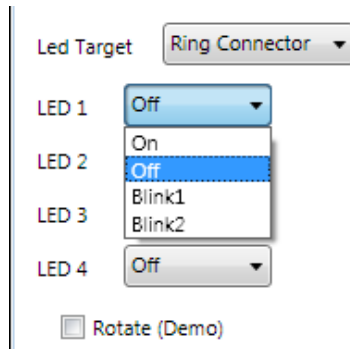 Led Target Ring Connector
LED 1 Off
On
LED 2 Off
Blink1
LED 3 Blink2
LED 4 Off
Rotate (Demo)